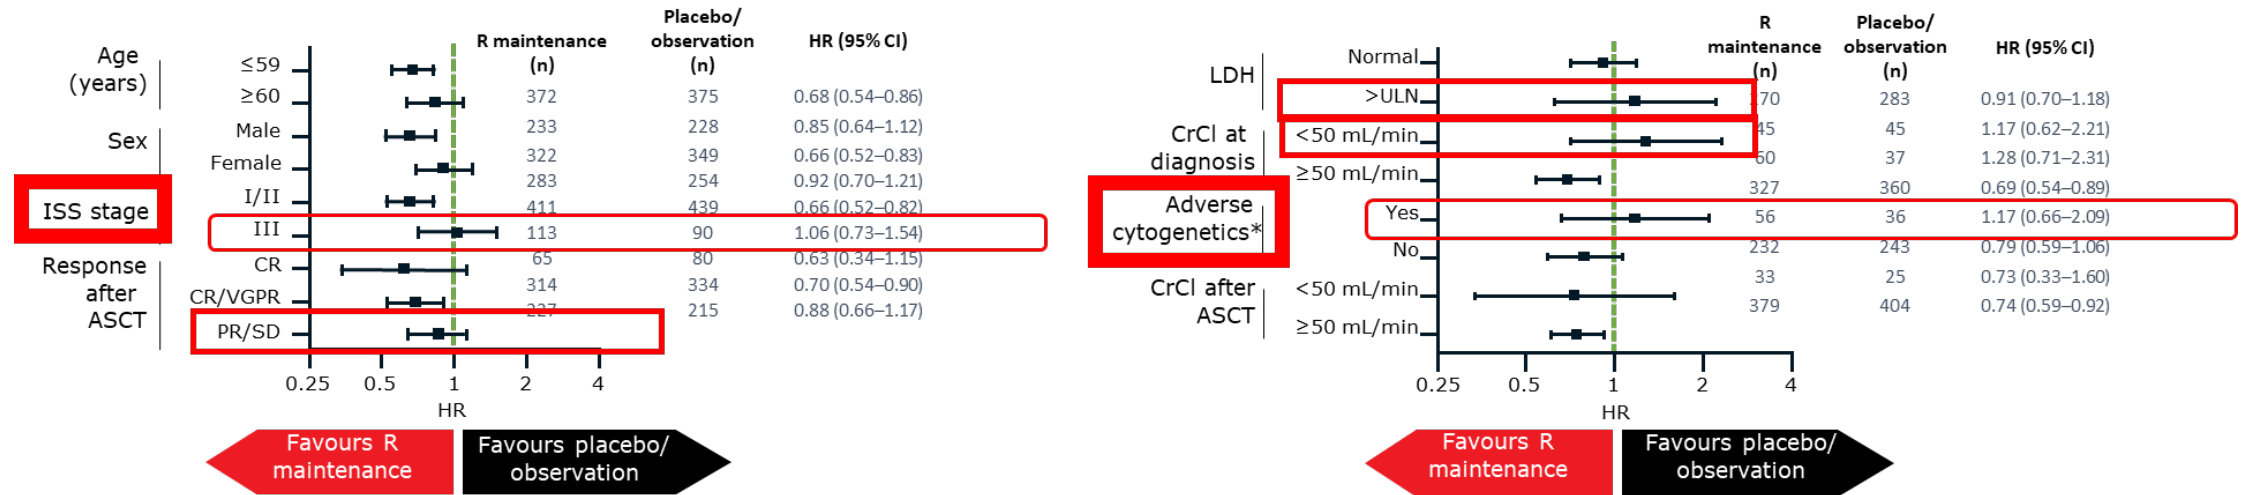 R maintenance
(n)
Placebo/
observation
(n)
HR (95% CI)
Age
(years)
≤59
≥60
372 375 0.68 (0.54–0.86)
Sex
Male
233 228 0.85 (0.64–1.12)
Female
322 349 0.66 (0.52–0.83)
283 254 0.92 (0.70–1.21)
ISS stage
I/II
411 439 0.66 (0.52–0.82)
III
113 90 1.06 (0.73–1.54)
Response
after
ASCT
CR
65 80 0.63 (0.34–1.15)
314 334 0.70 (0.54–0.90)
CR/VGPR
227 215 0.88 (0.66–1.17)
PR/SD
0.25 0.5 1 2 4
HR
Favours R
maintenance
Favours placebo/
observation
R
maintenance
(n)
Placebo/
observation
(n)
HR (95% CI)
LDH
Normal
>ULN
270 283 0.91 (0.70–1.18)
CrCl at
diagnosis
<50 mL/min
45 45 1.17 (0.62–2.21)
60 37 1.28 (0.71–2.31)
≥50 mL/min
327 360 0.69 (0.54–0.89)
Adverse
cytogenetics*
Yes
56 36 1.17 (0.66–2.09)
No
232 243 0.79 (0.59–1.06)
CrCl after
ASCT
33 25 0.73 (0.33–1.60)
<50 mL/min
379 404 0.74 (0.59–0.92)
≥50 mL/min
0.25 0.5 1 2 4
HR
Favours R
maintenance
Favours placebo/
observation